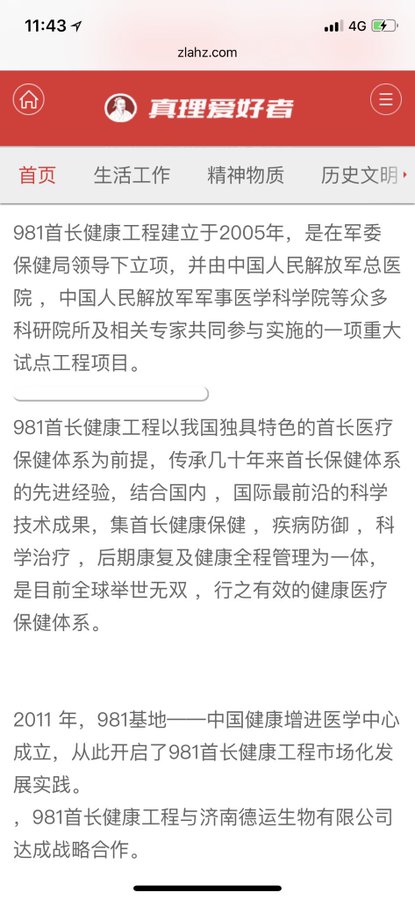 11:43
4G
zlahz.com
真理爱好者
首页 生活工作 精神物质 历史文明
981首长健康工程建立于2005年，是在军委
保健局领导下立项，并由中国人民解放军总医
院 ，中国人民解放军军事医学科学院等众多
科研院所及相关专家共同参与实施的一项重大
试点工程项目。
981首长健康工程以我国独具特色的首长医疗
保健体系为前提，传承几十年来首长保健体系
的先进经验，结合国内 ，国际最前沿的科学
技术成果，集首长健康保健 ，疾病防御 ，科
学治疗 ，后期康复及健康全程管理为一体，
是目前全球举世无双 ，行之有效的健康医疗
保健体系。
2011 年，981基地——中国健康增进医学中心
成立，从此开启了981首长健康工程市场化发
展实践。
，981首长健康工程与济南德运生物有限公司
达成战略合作。